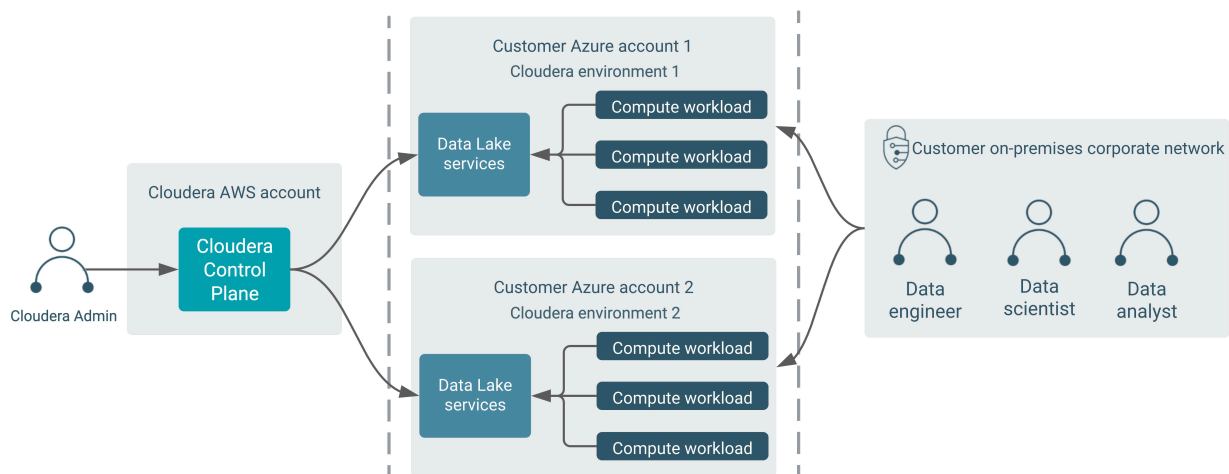 Cloudera Admin
Cloudera AWS account
Cloudera
Control
Plane
Customer Azure account 1
Cloudera environment 1
Data Lake
services
Compute workload
Compute workload
Compute workload
Customer Azure account 2
Cloudera environment 2
Data Lake
services
Compute workload
Compute workload
Compute workload
Customer on-premises corporate network
Data
engineer
Data
scientist
Data
analyst